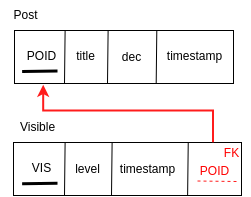 Post
POID title dec timestamp
Visible
FK
VIS level timestamp POID